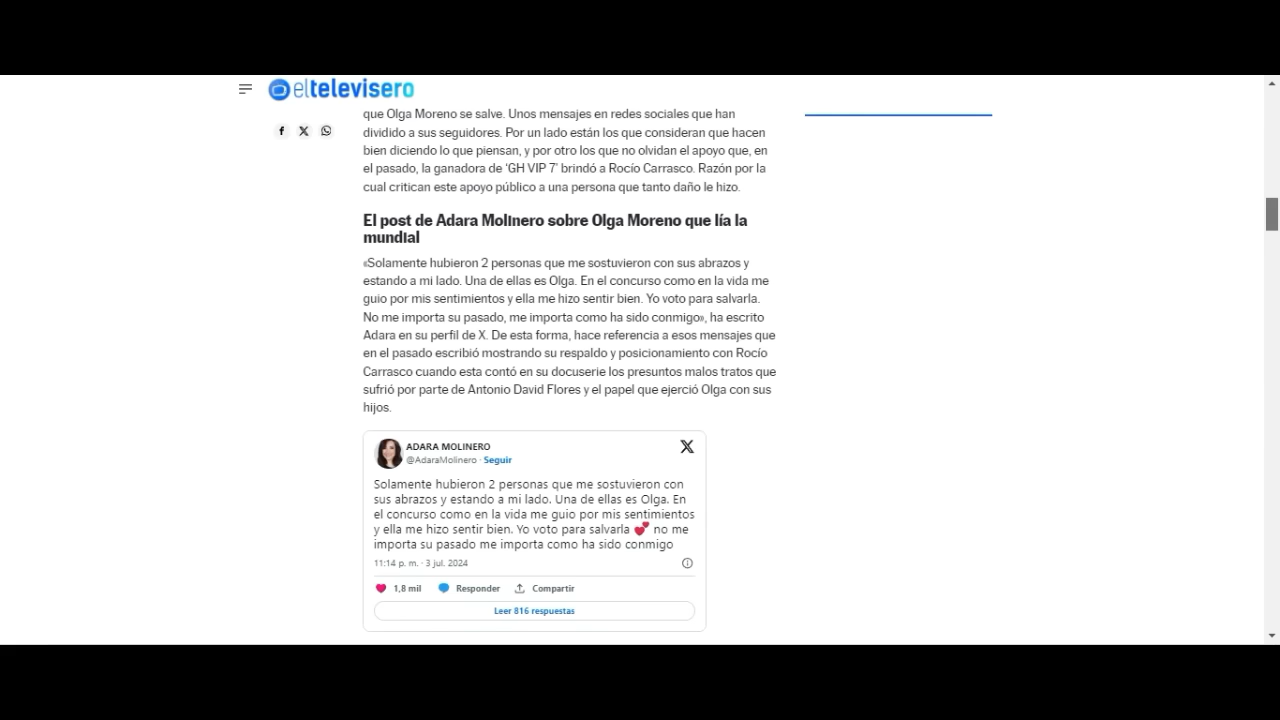 eltelevisero
que Olga Moreno se salve. Unos mensajes en redes sociales que han
dividido a sus seguidores. Por un lado están los que consideran que hacen
bien diciendo lo que piensan, y por otro los que no olvidan el apoyo que, en
el pasado, la ganadora de ‘GH VIP 7’ brindó a Rocío Carrasco. Razón por la
cual critican este apoyo público a una persona que tanto daño le hizo.
El post de Adara Molinero sobre Olga Moreno que lía la
mundial
«Solamente hubieron 2 personas que me sostuvieron con sus abrazos y
estando a mi lado. Una de ellas es Olga. En el concurso como en la vida me
guio por mis sentimientos y ella me hizo sentir bien. Yo voto para salvarla.
No me importa su pasado, me importa como ha sido conmigo», ha escrito
Adara en su perfil de X. De esta forma, hace referencia a esos mensajes que
en el pasado escribió mostrando su respaldo y posicionamiento con Rocío
Carrasco cuando esta contó en su docuserie los presuntos malos tratos que
sufrió por parte de Antonio David Flores y el papel que ejerció Olga con sus
hijos.
ADARA MOLINERO
@AdaraMolinero · Seguir
Solamente hubieron 2 personas que me sostuvieron con
sus abrazos y estando a mi lado. Una de ellas es Olga. En
el concurso como en la vida me guio por mis sentimientos
y ella me hizo sentir bien. Yo voto para salvarla 💕 no me
importa su pasado me importa como ha sido conmigo
11:14 p. m. · 3 jul. 2024
1,8 mil Responder Compartir
Leer 816 respuestas